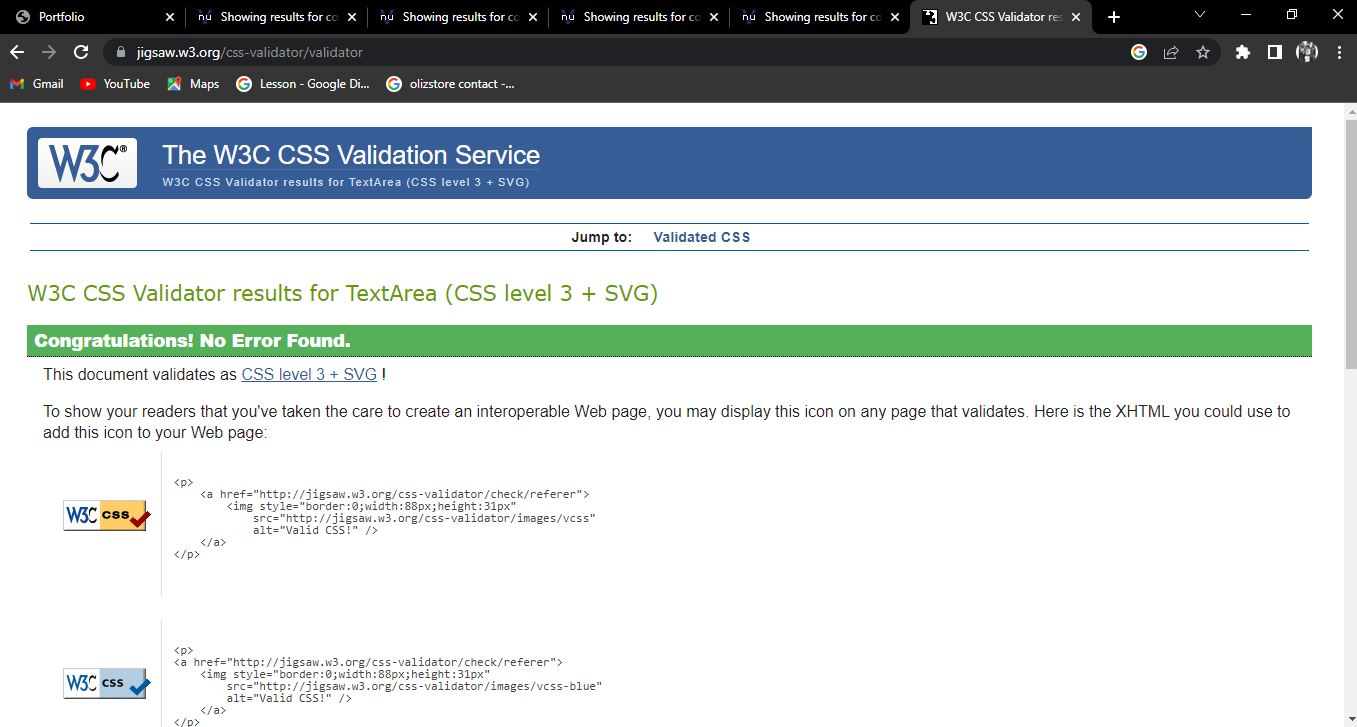 Portfolio
Showing results for co
Showing results for co
Showing results for co
Showing results for co
W3C CSS Validator res
jigsaw.w3.org/css-validator/validator
Gmail
YouTube
Maps
Lesson - Google Di...
olizstore contact -...
W3C®
The W3C CSS Validation Service
W3C CSS Validator results for TextArea (CSS level 3 + SVG)
Jump to: Validated CSS
W3C CSS Validator results for TextArea (CSS level 3 + SVG)
Congratulations! No Error Found.
This document validates as CSS level 3 + SVG !
To show your readers that you've taken the care to create an interoperable Web page, you may display this icon on any page that validates. Here is the XHTML you could use to
add this icon to your Web page:
W3C css
<p>
<a href="http://jigsaw.w3.org/css-validator/check/referer">
<img style="border:0;width:88px;height:31px"
src="http://jigsaw.w3.org/css-validator/images/vcss"
alt="Valid CSS!" />
</a>
</p>
W3C css
<p>
<a href="http://jigsaw.w3.org/css-validator/check/referer">
<img style="border:0;width:88px;height:31px"
src="http://jigsaw.w3.org/css-validator/images/vcss-blue"
alt="Valid CSS!" />
</a>
</p>